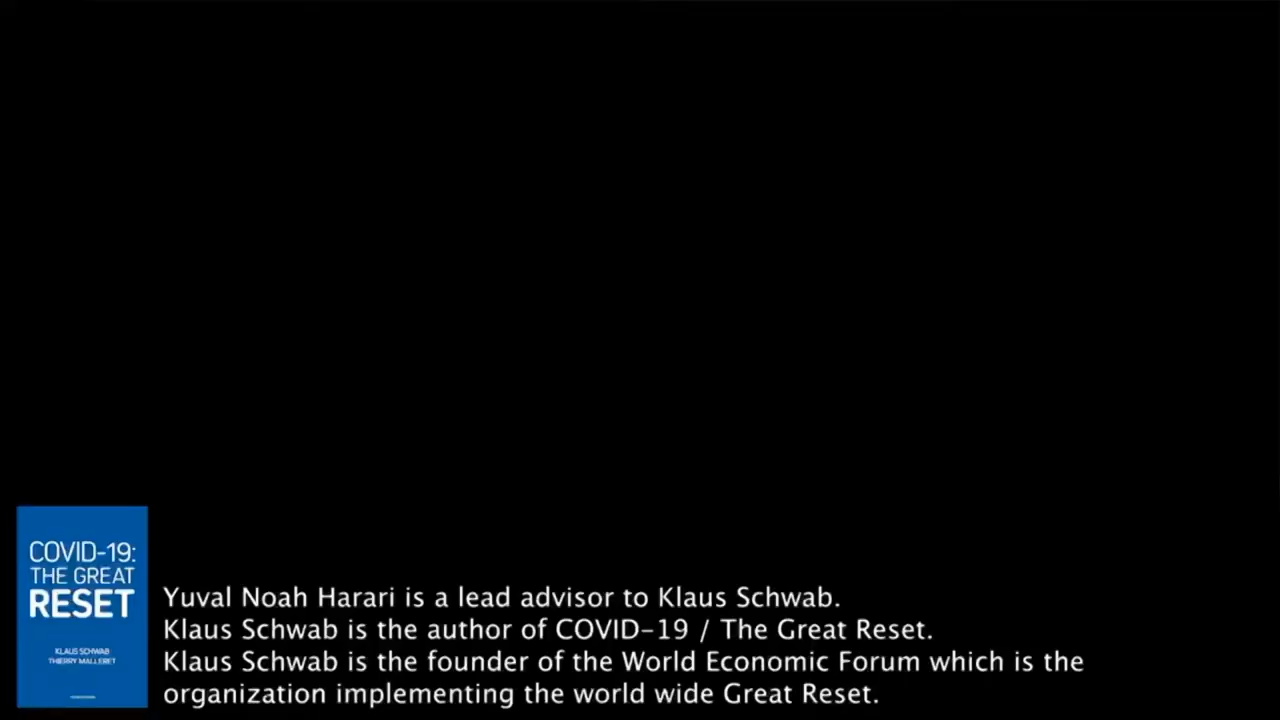 COVID-19:
THE GREAT
RESET
KLAUS SCHWAB
THIERRY MALLERET
Yuval Noah Harari is a lead advisor to Klaus Schwab.
Klaus Schwab is the author of COVID-19 / The Great Reset.
Klaus Schwab is the founder of the World Economic Forum which is the
organization implementing the world wide Great Reset.